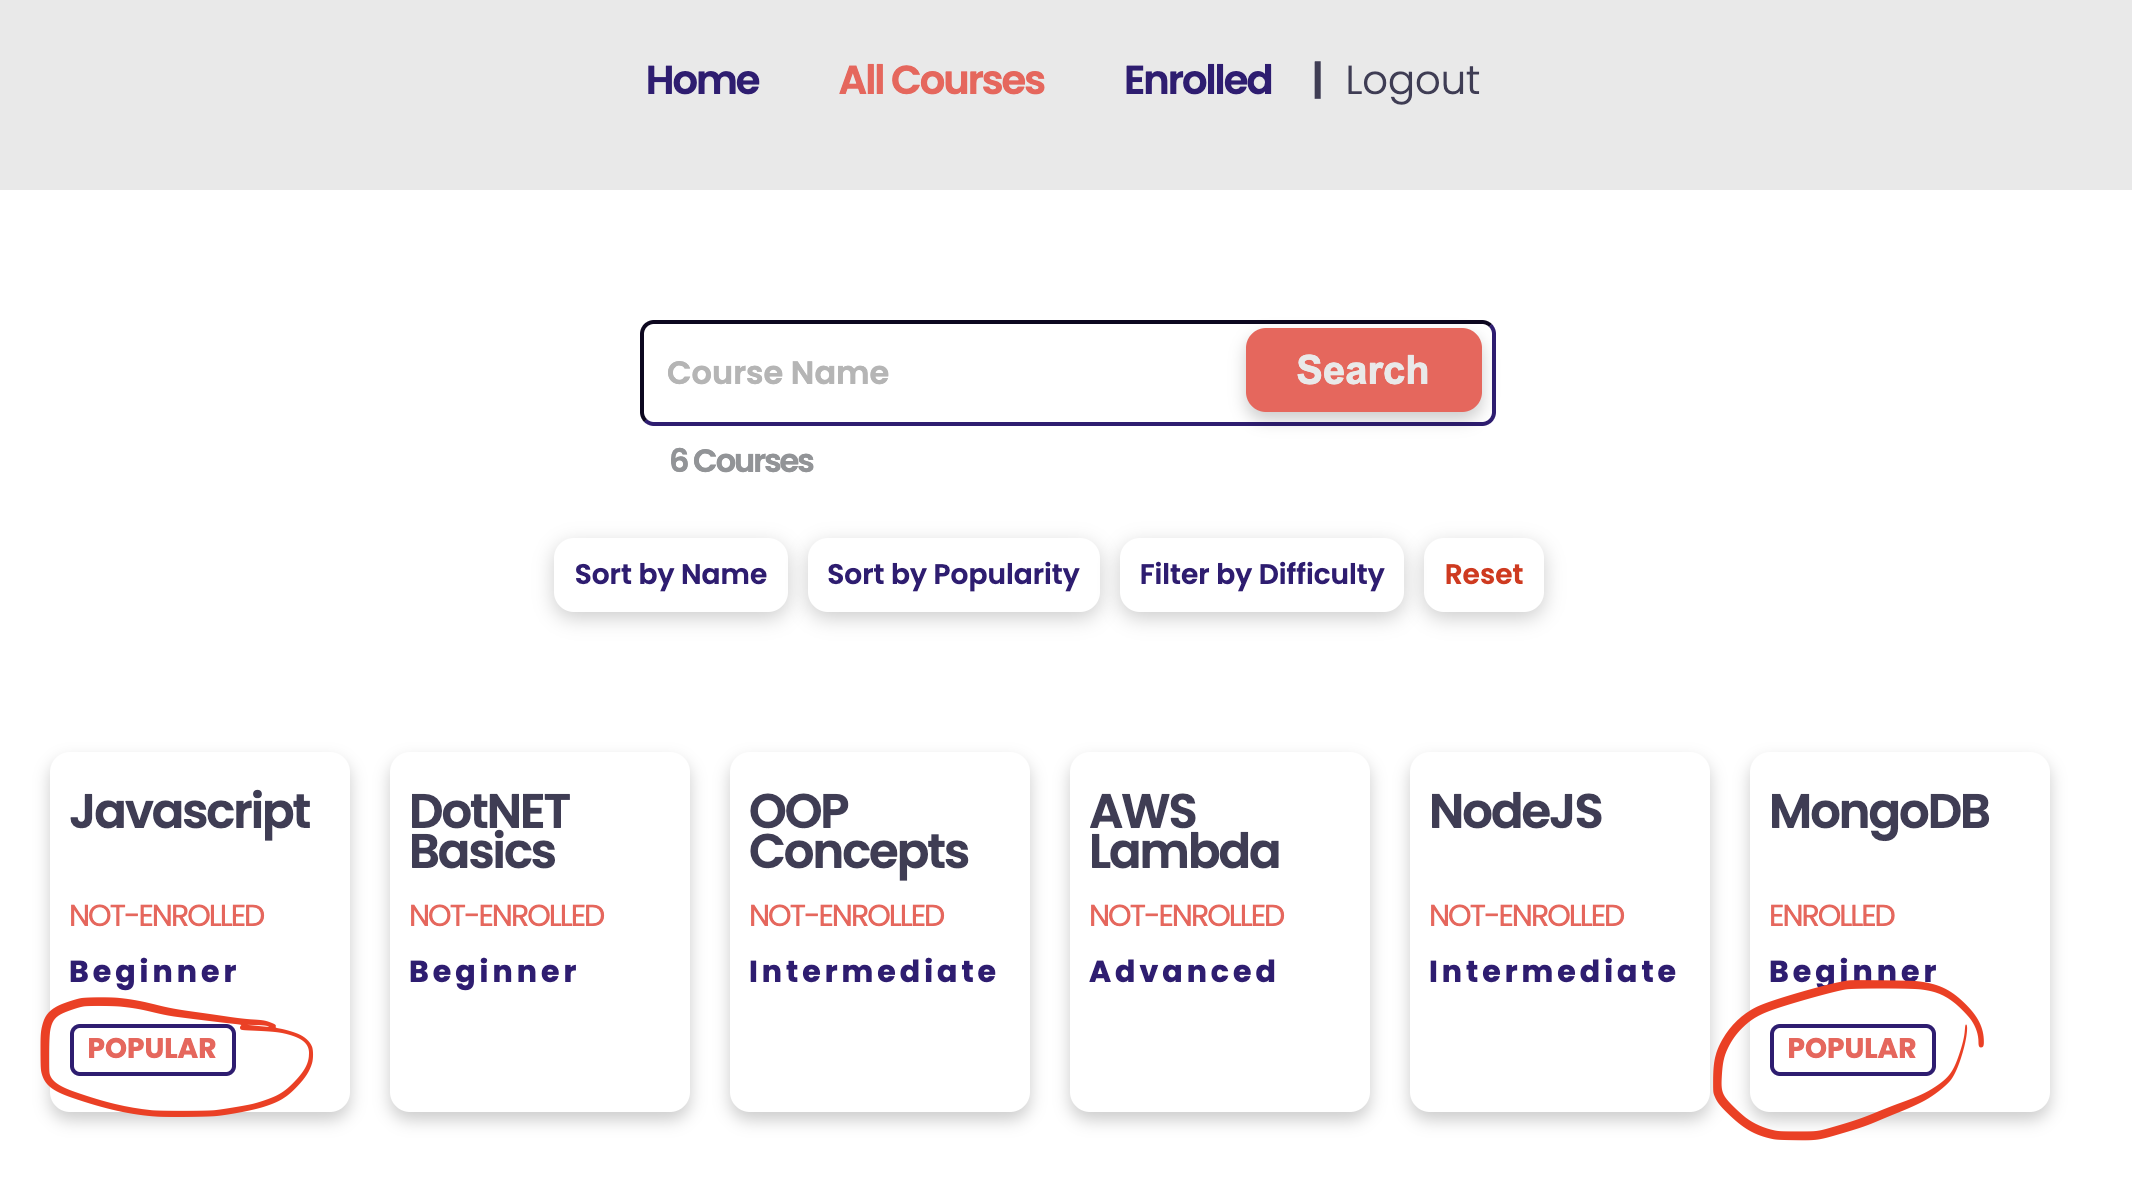 Home All Courses Enrolled | Logout
Course Name Search
6 Courses
Sort by Name Sort by Popularity Filter by Difficulty Reset
Javascript
NOT-ENROLLED
Beginner
POPULAR
DotNET
Basics
NOT-ENROLLED
Beginner
OOP
Concepts
NOT-ENROLLED
Intermediate
AWS
Lambda
NOT-ENROLLED
Advanced
NodeJS
NOT-ENROLLED
Intermediate
MongoDB
ENROLLED
Beginner
POPULAR